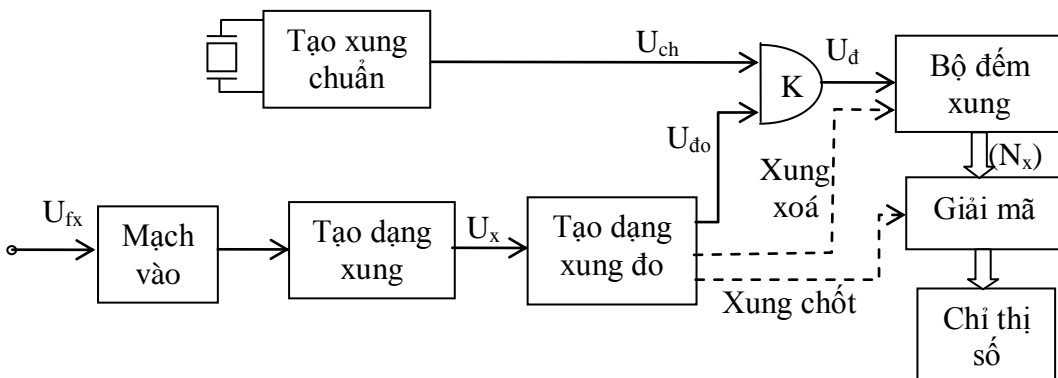 Tạo xung
chuẩn
U_ch
K
U_đ
Bộ đếm
xung
U_đo
Xung
xoá
(N_x)
Giải mã
U_fx
Mạch
vào
Tạo dạng
xung
U_x
Tạo dạng
xung đo
Xung chốt
Chỉ thị
số